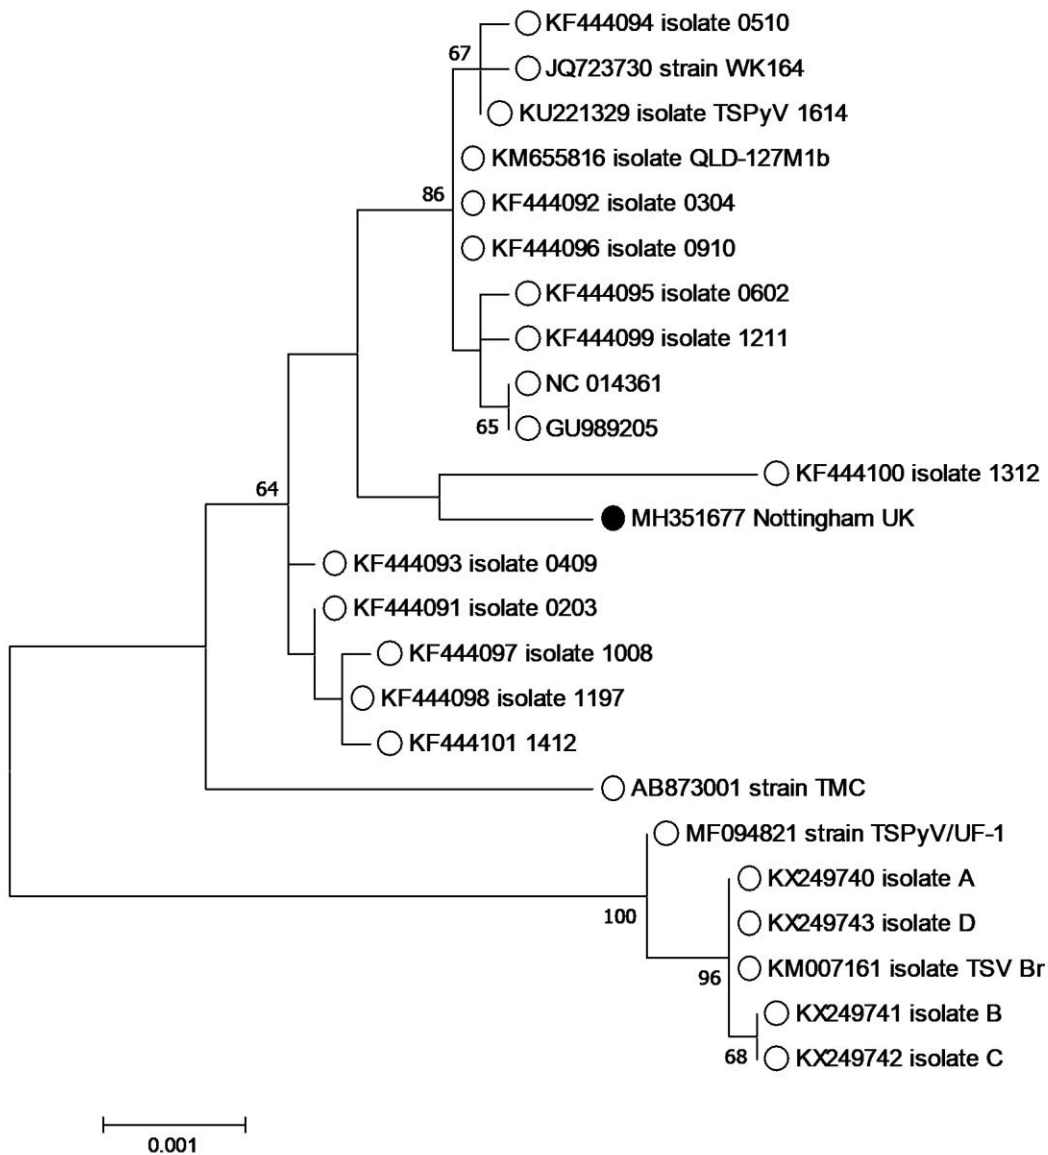 KF444094 isolate 0510
67
JQ723730 strain WK164
KU221329 isolate TSPyV 1614
KM655816 isolate QLD-127M1b
86
KF444092 isolate 0304
KF444096 isolate 0910
KF444095 isolate 0602
KF444099 isolate 1211
NC 014361
65
GU989205
KF444100 isolate 1312
64
MH351677 Nottingham UK
KF444093 isolate 0409
KF444091 isolate 0203
KF444097 isolate 1008
KF444098 isolate 1197
KF444101 1412
AB873001 strain TMC
MF094821 strain TSPyV/UF-1
KX249740 isolate A
100
KX249743 isolate D
96
KM007161 isolate TSV Br
KX249741 isolate B
68
KX249742 isolate C
0.001